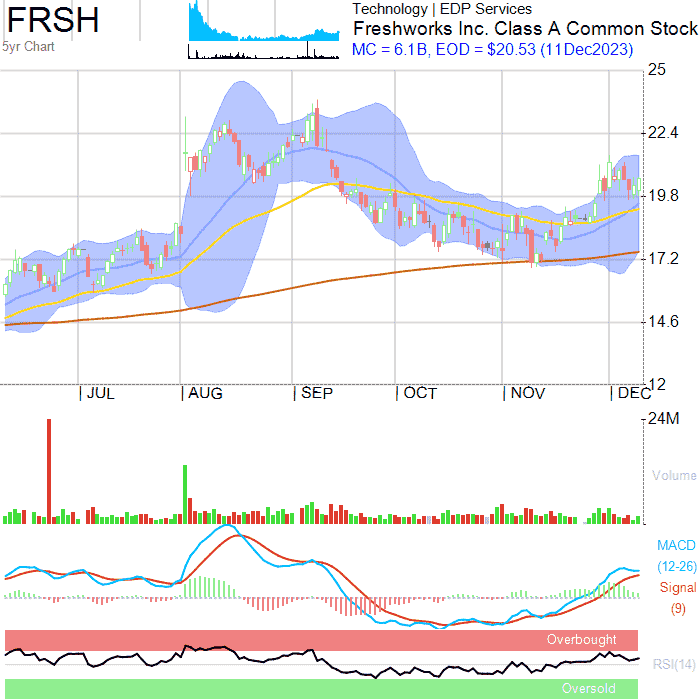 FRSH
5yr Chart
Technology | EDP Services
Freshworks Inc. Class A Common Stock
MC = 6.1B, EOD = $20.53 (11Dec2023)
25
22.4
19.8
17.2
14.6
12
JUL
AUG
SEP
OCT
NOV
DEC
24M
Volume
MACD
(12-26)
Signal
(9)
Overbought
RSI(14)
Oversold